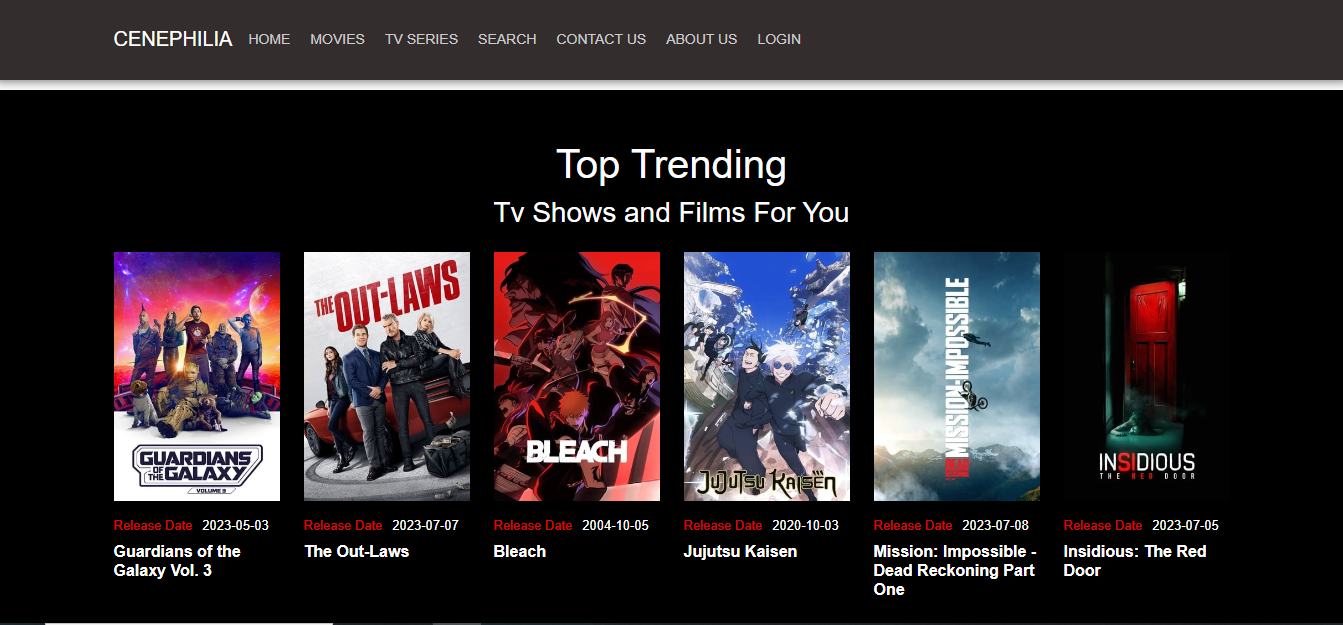 CENEPHILIA HOME MOVIES TV SERIES SEARCH CONTACT US ABOUT US LOGIN
Top Trending
Tv Shows and Films For You
GUARDIANS
OF THE GALAXY
VOLUME 3
THE OUT-LAWS
BLEACH
JUJUTSU KAISEN
MISSION: IMPOSSIBLE
INSIDIOUS
THE RED DOOR
Release Date 2023-05-03
Guardians of the
Galaxy Vol. 3
Release Date 2023-07-07
The Out-Laws
Release Date 2004-10-05
Bleach
Release Date 2020-10-03
Jujutsu Kaisen
Release Date 2023-07-08
Mission: Impossible -
Dead Reckoning Part
One
Release Date 2023-07-05
Insidious: The Red
Door